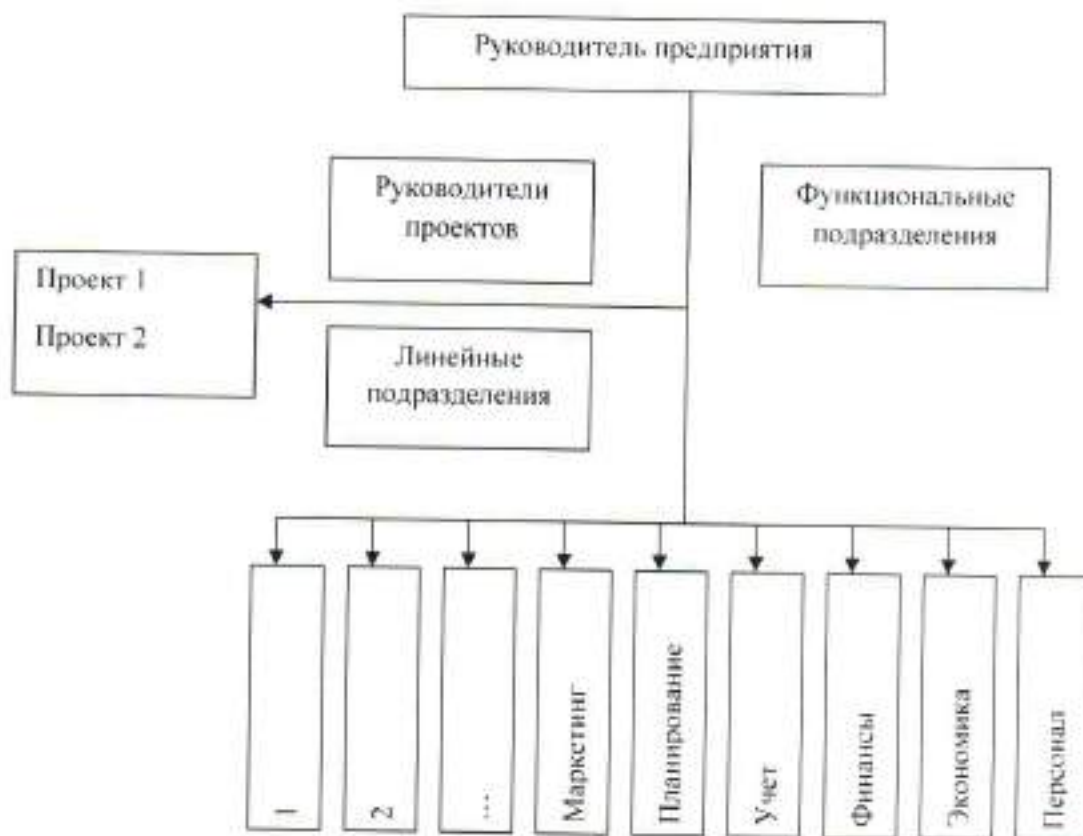 Руководитель предприятия
Руководители
проектов
Функциональные
подразделения
Проект 1
Проект 2
Линейные
подразделения
1
2
...
Маркетинг
Планирование
Учет
Финансы
Экономика
Персонал